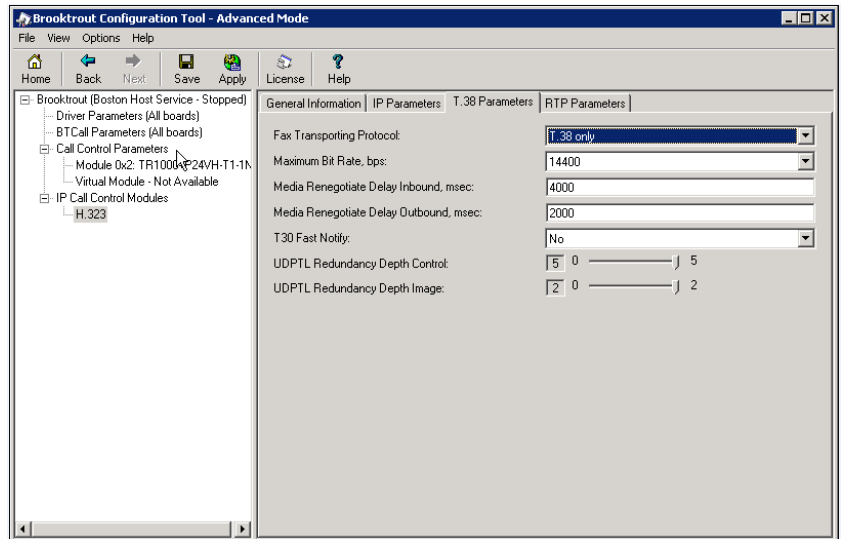 Brooktrout Configuration Tool - Advanced Mode
File View Options Help
Home Back Next Save Apply License Help
Brooktrout (Boston Host Service - Stopped)
Driver Parameters (All boards)
BTCall Parameters (All boards)
Call Control Parameters
Module 0x2: P24VH-T1-1N
Virtual Module - Not Available
IP Call Control Modules
H.323
General Information IP Parameters T.38 Parameters RTP Parameters
Fax Transporting Protocol: T.38 only
Maximum Bit Rate, bps: 14400
Media Renegotiate Delay Inbound, msec: 4000
Media Renegotiate Delay Outbound, msec: 2000
T30 Fast Notify: No
UDPTL Redundancy Depth Control: 5 0 5
UDPTL Redundancy Depth Image: 2 0 2